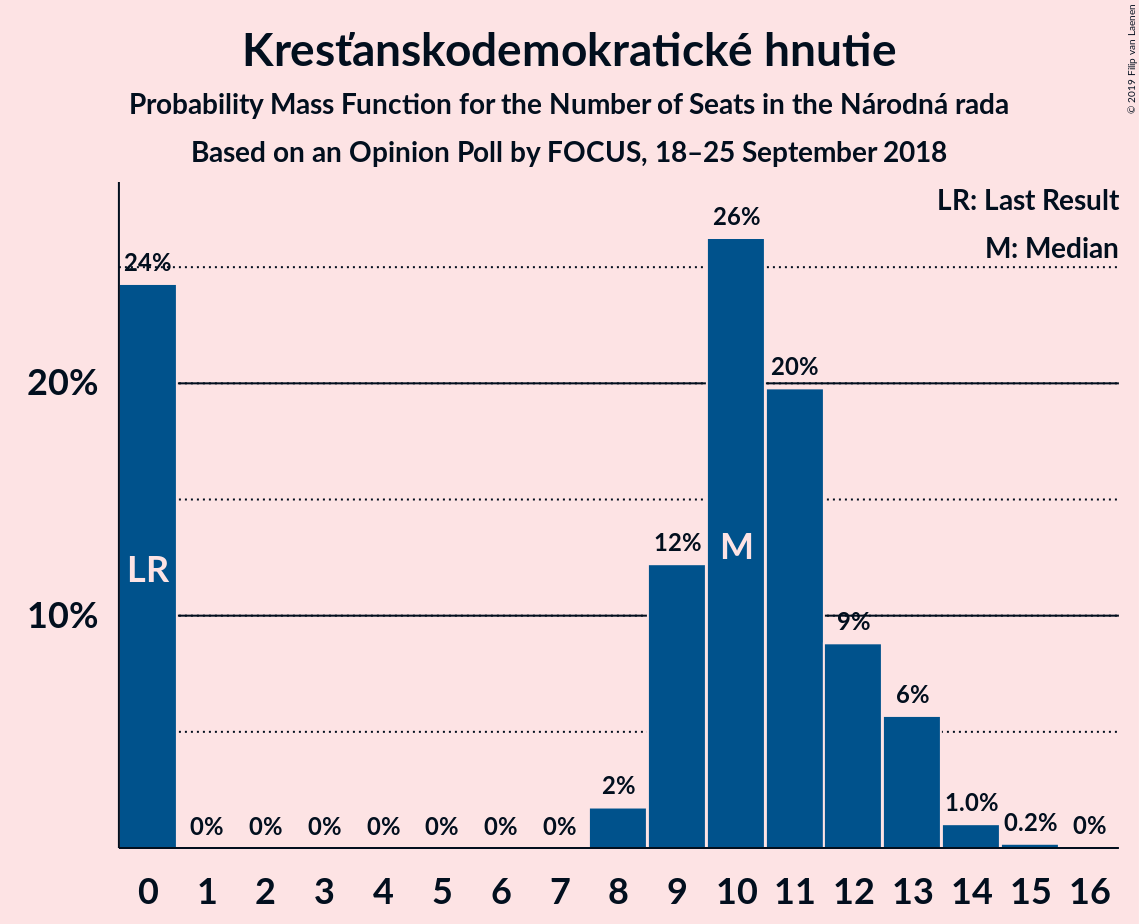 Kresťanskodemokratické hnutie
Probability Mass Function for the Number of Seats in the Národná rada
Based on an Opinion Poll by FOCUS, 18–25 September 2018
© 2019 Filip van Laenen
LR: Last Result
M: Median
24% 0% 0% 0% 0% 0% 0% 0% 2% 12% 26% 20% 9% 6% 1.0% 0.2% 0%
20%
10%
LR M
0 1 2 3 4 5 6 7 8 9 10 11 12 13 14 15 16